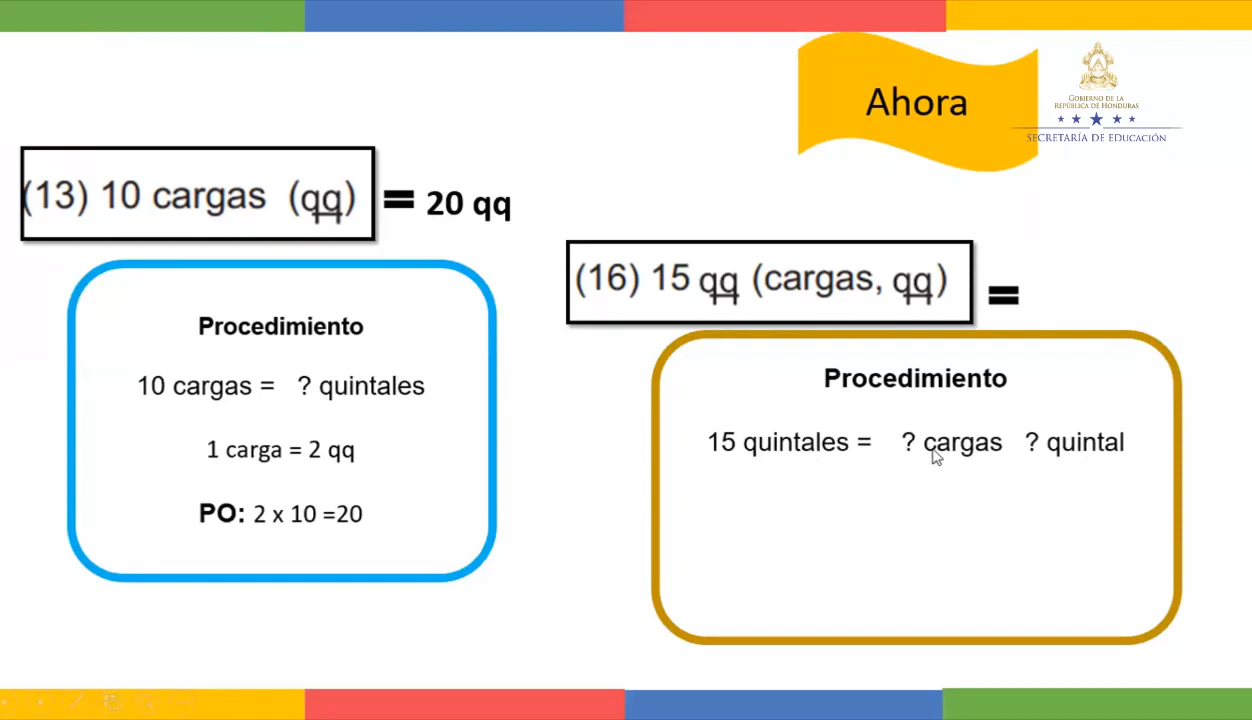 Ahora
GOBIERNO DE LA
REPÚBLICA DE HONDURAS
SECRETARÍA DE EDUCACIÓN
(13) 10 cargas (qq) = 20 qq
Procedimiento
10 cargas = ? quintales
1 carga = 2 qq
PO: 2 x 10 =20
(16) 15 qq (cargas, qq) =
Procedimiento
15 quintales = ? cargas ? quintal